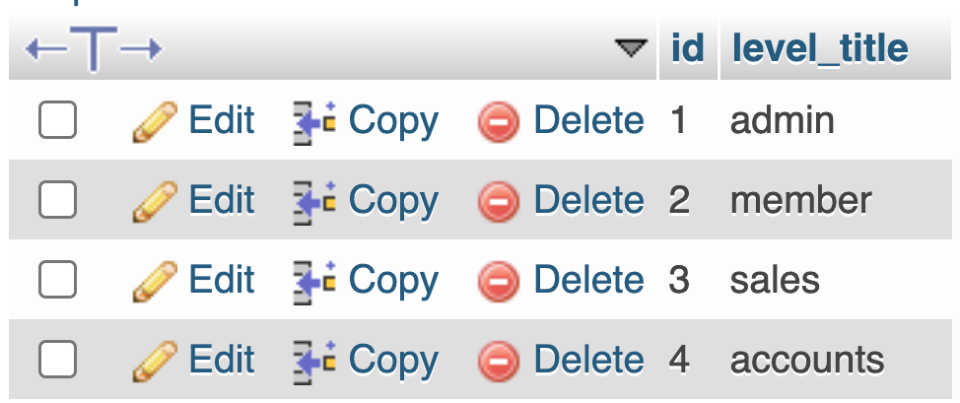 id level_title
Edit Copy Delete 1 admin
Edit Copy Delete 2 member
Edit Copy Delete 3 sales
Edit Copy Delete 4 accounts